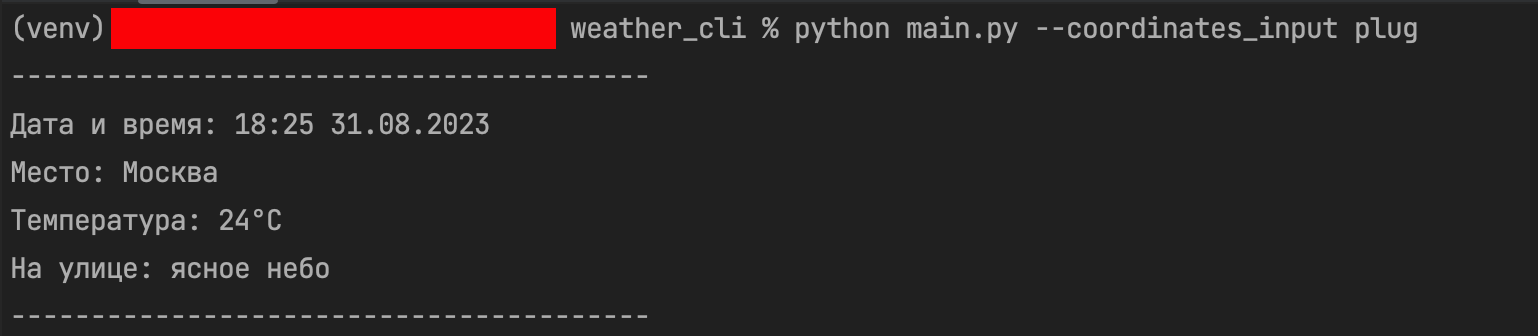 (venv) weather_cli % python main.py --coordinates_input plug
----------------------------------------
Дата и время: 18:25 31.08.2023
Место: Москва
Температура: 24°C
На улице: ясное небо
----------------------------------------